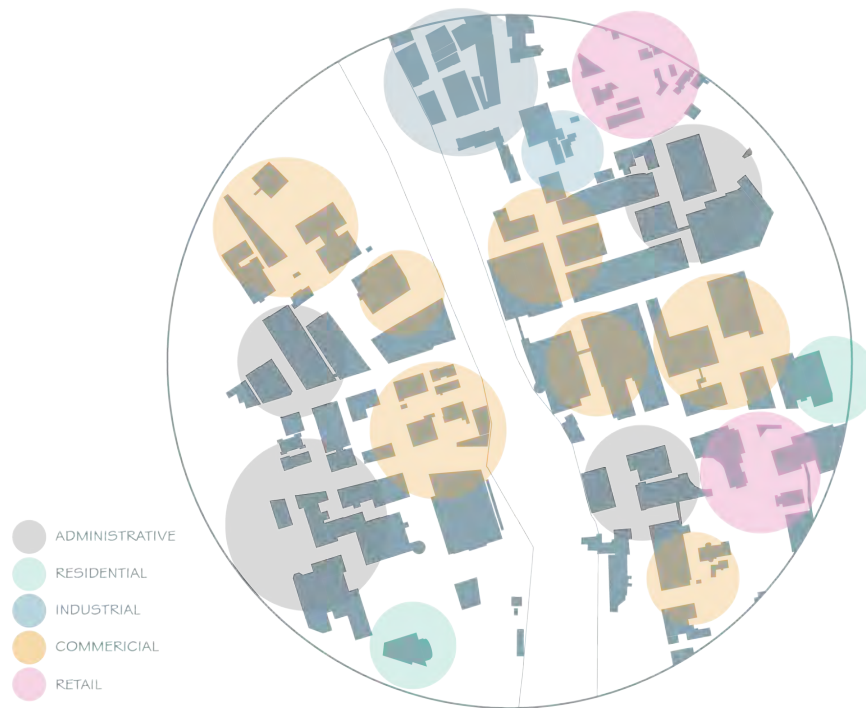 ADMINISTRATIVE
RESIDENTIAL
INDUSTRIAL
COMMERICIAL
RETAIL